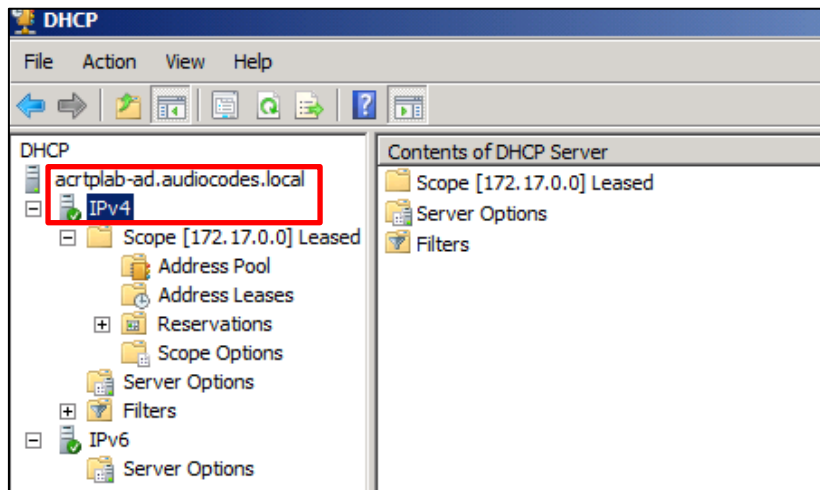 DHCP
File Action View Help
DHCP
acrtplab-ad.audiocodes.local
IPv4
Scope [172.17.0.0] Leased
Address Pool
Address Leases
Reservations
Scope Options
Server Options
Filters
IPv6
Server Options
Contents of DHCP Server
Scope [172.17.0.0] Leased
Server Options
Filters